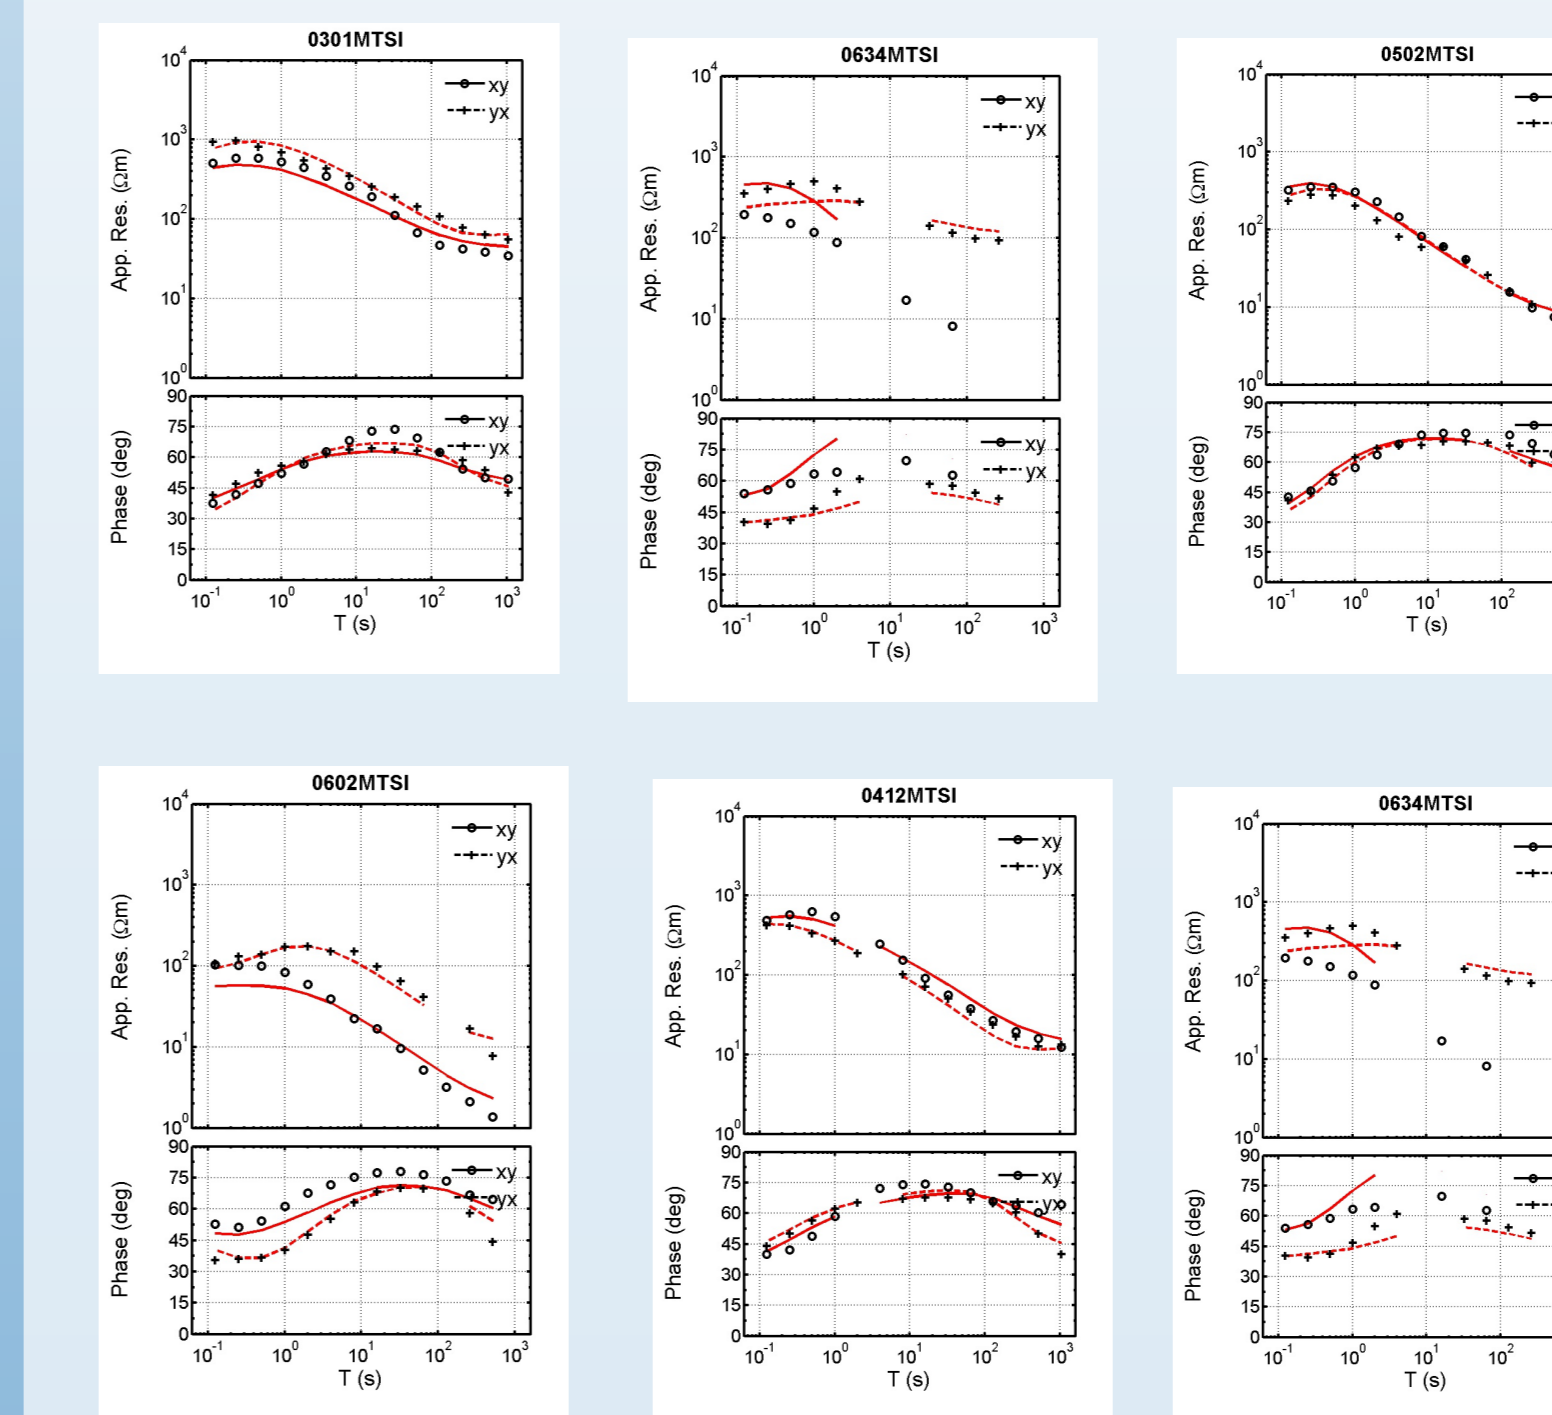 0301MTSI
10^4
10^3
10^2
10^1
10^0
App. Res. (Ωm)
xy
yx
90
75
60
45
30
15
0
Phase (deg)
xy
yx
10^-1 10^0 10^1 10^2 10^3
T (s)
0634MTSI
10^4
10^3
10^2
10^1
10^0
App. Res. (Ωm)
xy
yx
90
75
60
45
30
15
0
Phase (deg)
xy
yx
10^-1 10^0 10^1 10^2 10^3
T (s)
0502MTSI
10^4
10^3
10^2
10^1
10^0
App. Res. (Ωm)
90
75
60
45
30
15
0
Phase (deg)
10^-1 10^0 10^1 10^2
T (s)
0602MTSI
10^4
10^3
10^2
10^1
10^0
App. Res. (Ωm)
xy
yx
90
75
60
45
30
15
0
Phase (deg)
xy
yx
10^-1 10^0 10^1 10^2 10^3
T (s)
0412MTSI
10^4
10^3
10^2
10^1
10^0
App. Res. (Ωm)
xy
yx
90
75
60
45
30
15
0
Phase (deg)
xy
yx
10^-1 10^0 10^1 10^2 10^3
T (s)
0634MTSI
10^4
10^3
10^2
10^1
10^0
App. Res. (Ωm)
90
75
60
45
30
15
0
Phase (deg)
10^-1 10^0 10^1 10^2
T (s)